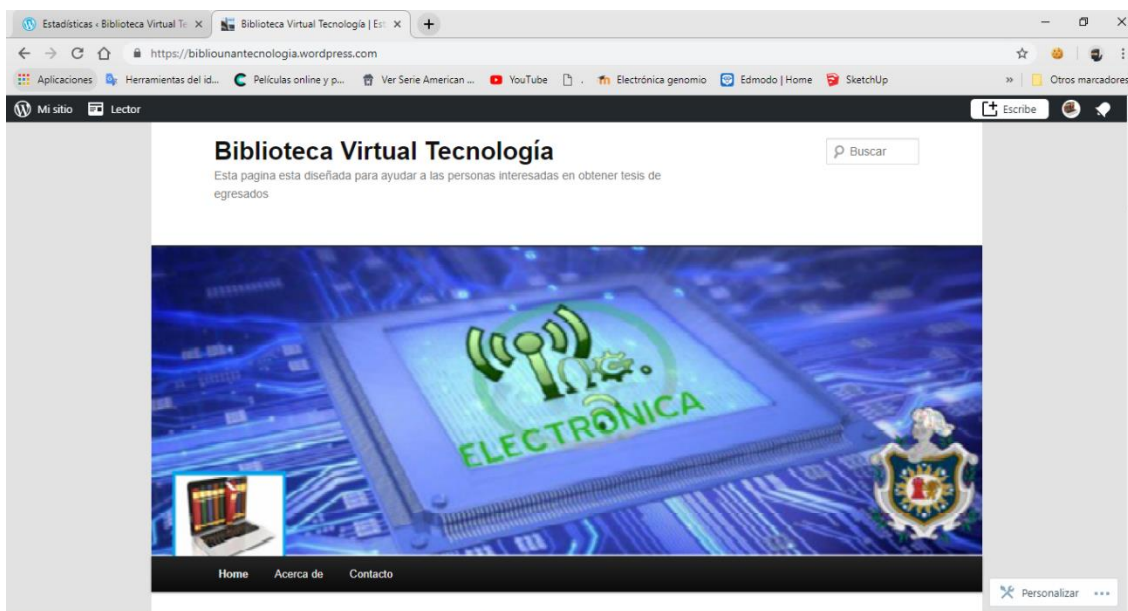 Estadísticas ‹ Biblioteca Virtual Te
Biblioteca Virtual Tecnología | Est
https://bibliounantecnologia.wordpress.com
Aplicaciones Herramientas del id... Películas online y p... Ver Serie American ... YouTube . Electrónica genomio Edmodo | Home SketchUp » Otros marcadores
Mi sitio Lector Escribe
Biblioteca Virtual Tecnología
Buscar
Esta pagina esta diseñada para ayudar a las personas interesadas en obtener tesis de
egresados
ELECTRONICA
Home Acerca de Contacto
Personalizar